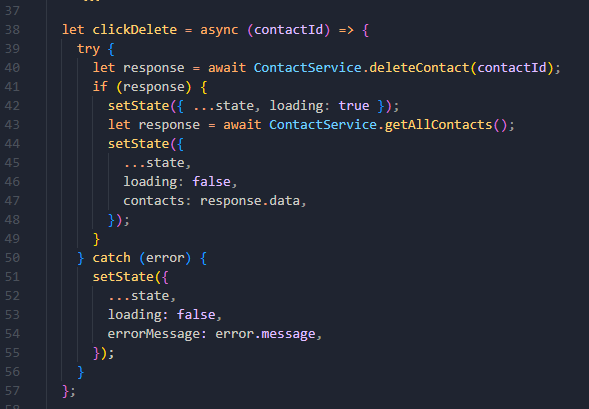 37
38 let clickDelete = async (contactId) => {
39 try {
40 let response = await ContactService.deleteContact(contactId);
41 if (response) {
42 setState({ ...state, loading: true });
43 let response = await ContactService.getAllContacts();
44 setState({
45 ...state,
46 loading: false,
47 contacts: response.data,
48 });
49 }
50 } catch (error) {
51 setState({
52 ...state,
53 loading: false,
54 errorMessage: error.message,
55 });
56 }
57 };